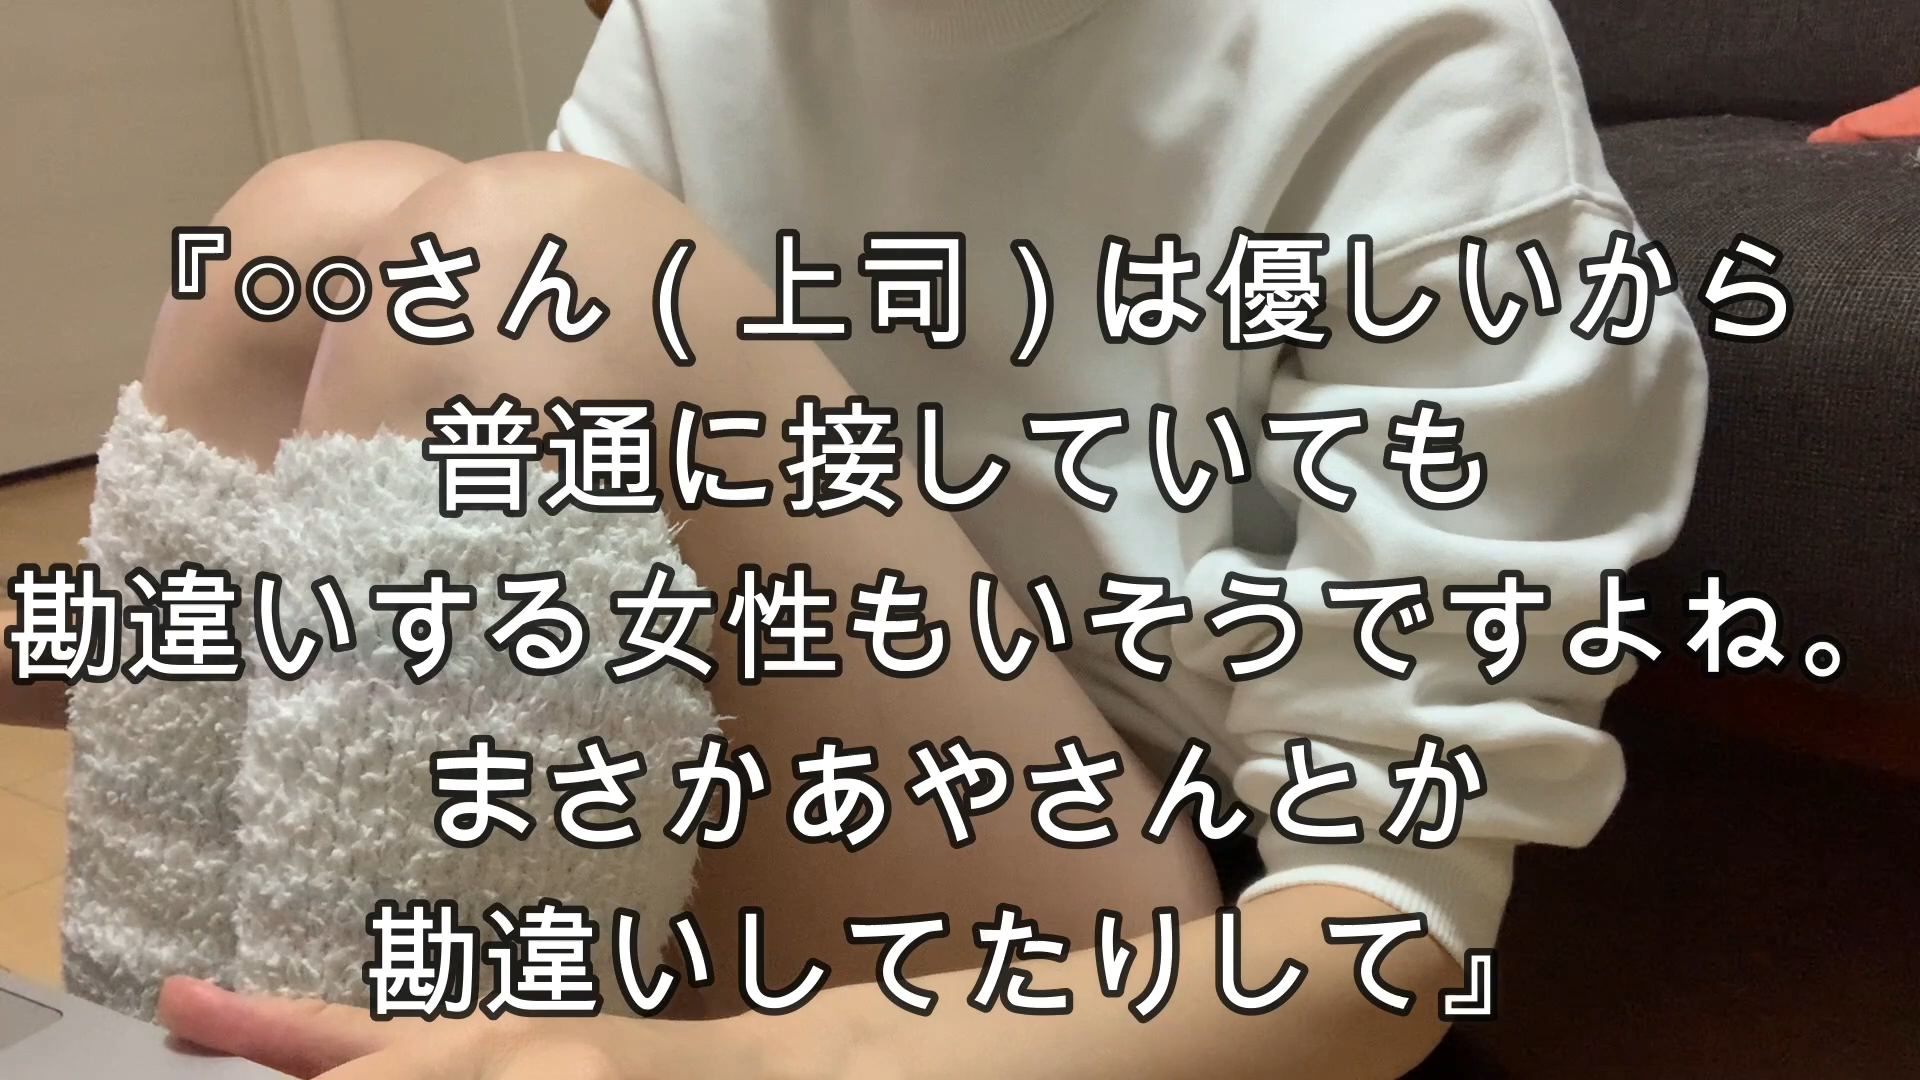 『○○さん(上司)は優しいから
普通に接していても
勘違いする女性もいそうですよね。
まさかあやさんとか
勘違いしてたりして』